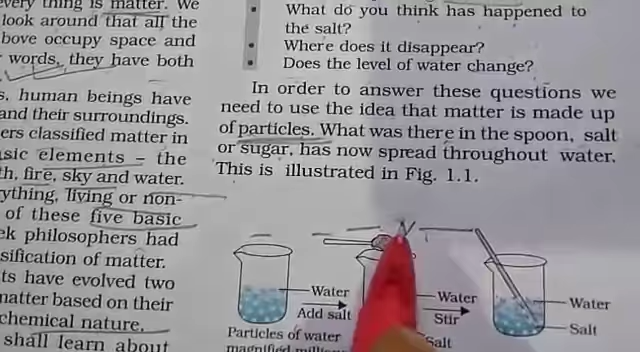 every thing is matter. We
look around that all the
bove occupy space and
words, they have both
s, human beings have
and their surroundings.
ers classified matter in
sic elements – the
th, fire, sky and water.
rything, living or non-
of these five basic
ek philosophers had
sification of matter.
ts have evolved two
matter based on their
chemical nature.
shall learn about
What do you think has happened to
the salt?
Where does it disappear?
Does the level of water change?
In order to answer these questions we
need to use the idea that matter is made up
of particles. What was there in the spoon, salt
or sugar, has now spread throughout water.
This is illustrated in Fig. 1.1.
Water
Add salt
Particles of water
magnified
Water
Stir
Salt
Water
Salt